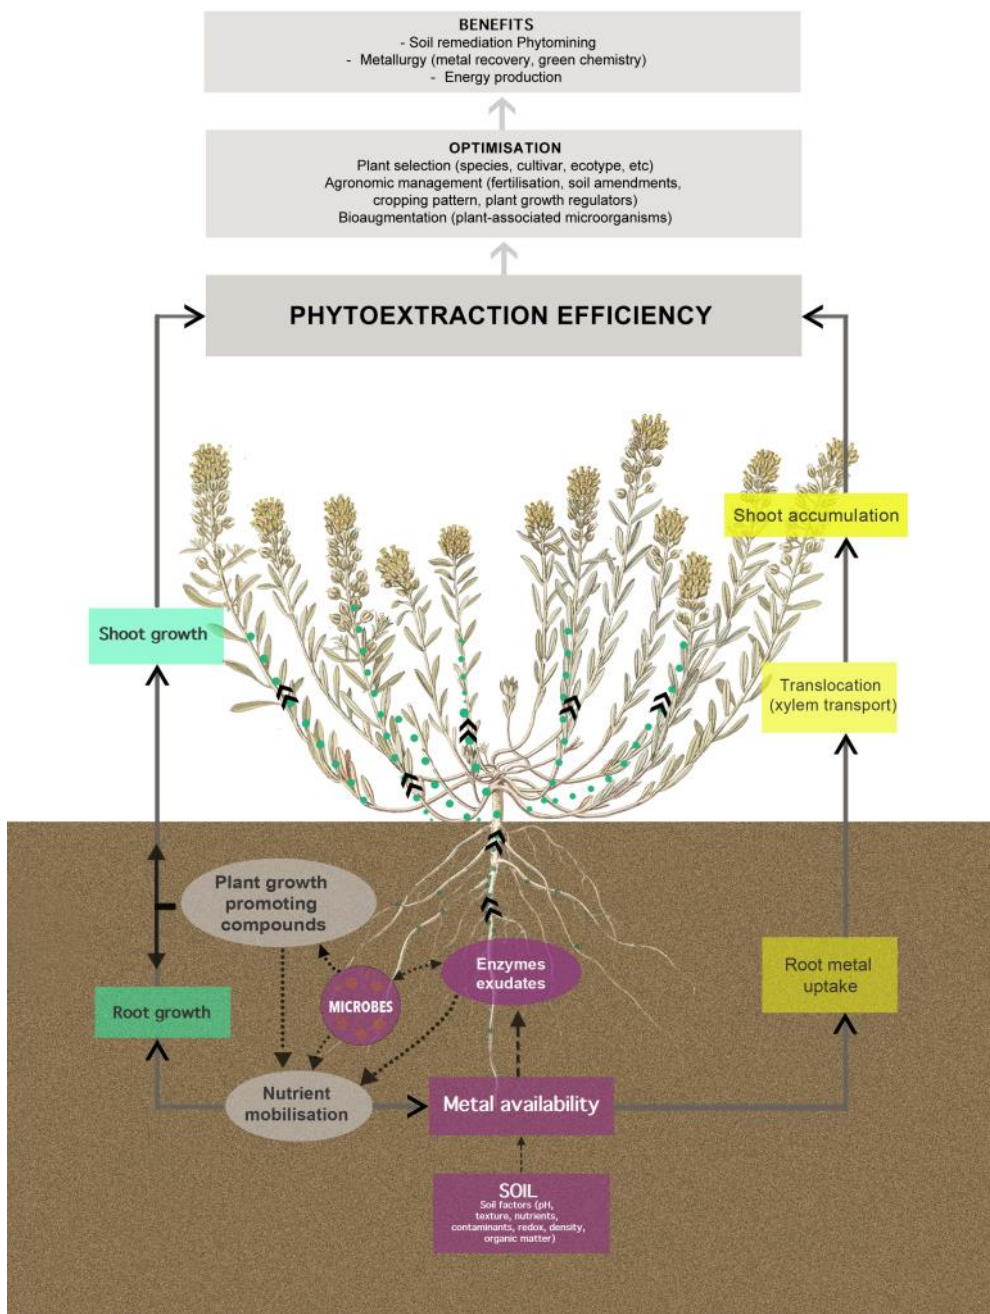 BENEFITS
- Soil remediation Phytomining
- Metallurgy (metal recovery, green chemistry)
- Energy production
OPTIMISATION
Plant selection (species, cultivar, ecotype, etc)
Agronomic management (fertilisation, soil amendments,
cropping pattern, plant growth regulators)
Bioaugmentation (plant-associated microorganisms)
PHYTOEXTRACTION EFFICIENCY
Shoot accumulation
Shoot growth
Translocation
(xylem transport)
Plant growth
promoting
compounds
Enzymes
exudates
Root metal
uptake
MICROBES
Root growth
Nutrient
mobilisation
Metal availability
SOIL
Soil factors (pH,
texture, nutrients,
contaminants, redox, density,
organic matter)